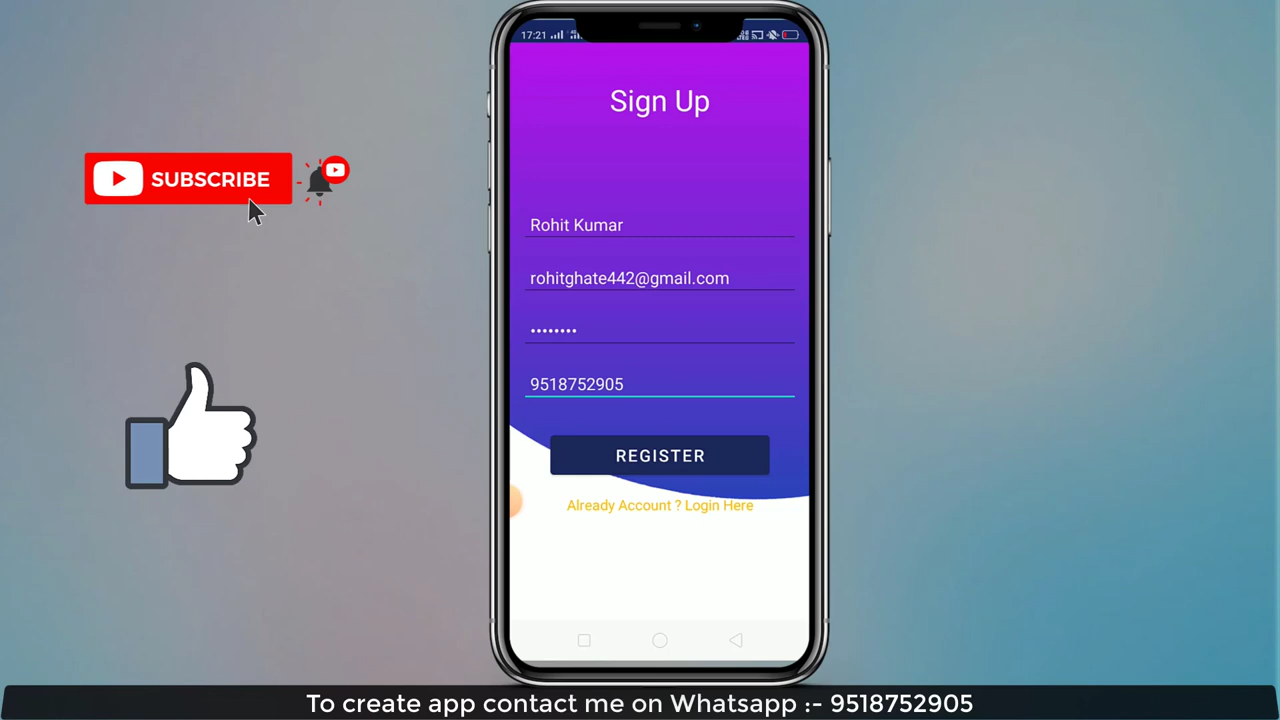 17:21
Sign Up
SUBSCRIBE
Rohit Kumar
rohitghate442@gmail.com
••••••••
9518752905
REGISTER
Already Account ? Login Here
To create app contact me on Whatsapp :- 9518752905